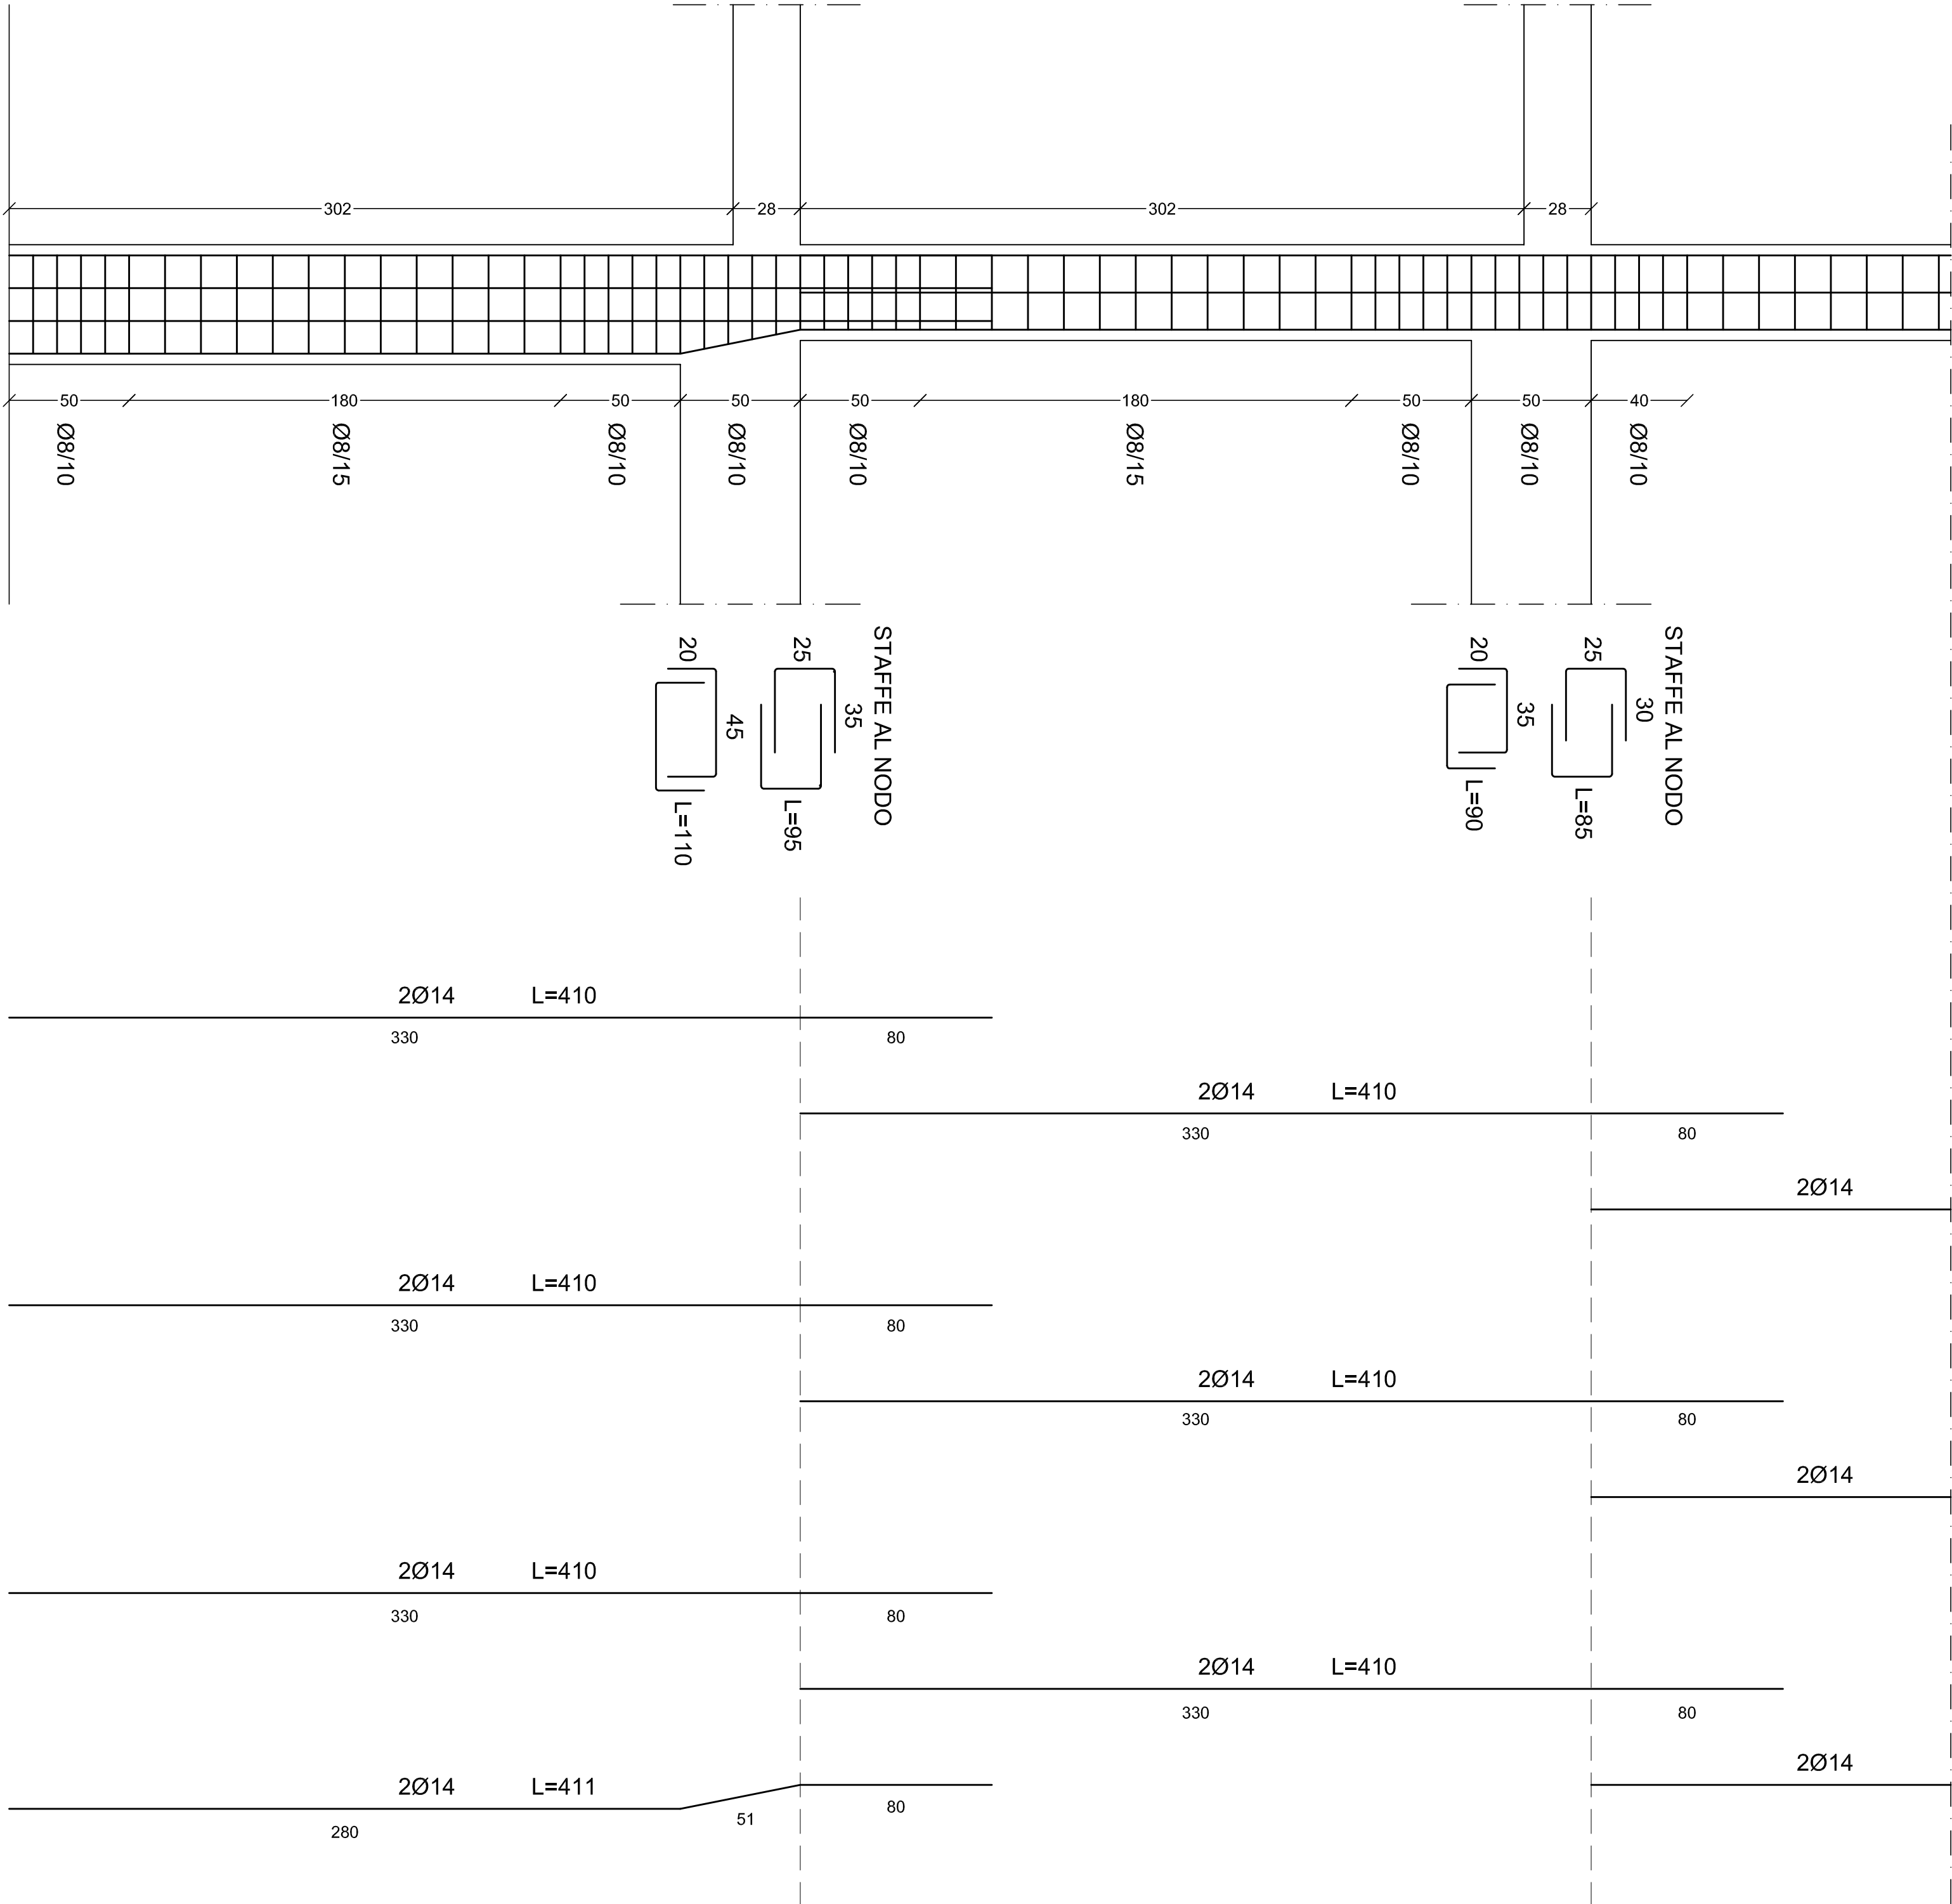 302 28 302 28
50 180 50 50 50 180 50 50 40
Ø8/10 Ø8/15 Ø8/10 Ø8/10 Ø8/10 Ø8/15 Ø8/10 Ø8/10 Ø8/10
STAFFE AL NODO
25 35 L=95
20 45 L=110
STAFFE AL NODO
25 30 L=85
20 35 L=90
2Ø14 L=410
330 80
2Ø14 L=410
330 80
2Ø14
2Ø14 L=410
330 80
2Ø14 L=410
330 80
2Ø14
2Ø14 L=410
330 80
2Ø14 L=410
330 80
2Ø14
2Ø14 L=411
280 51 80